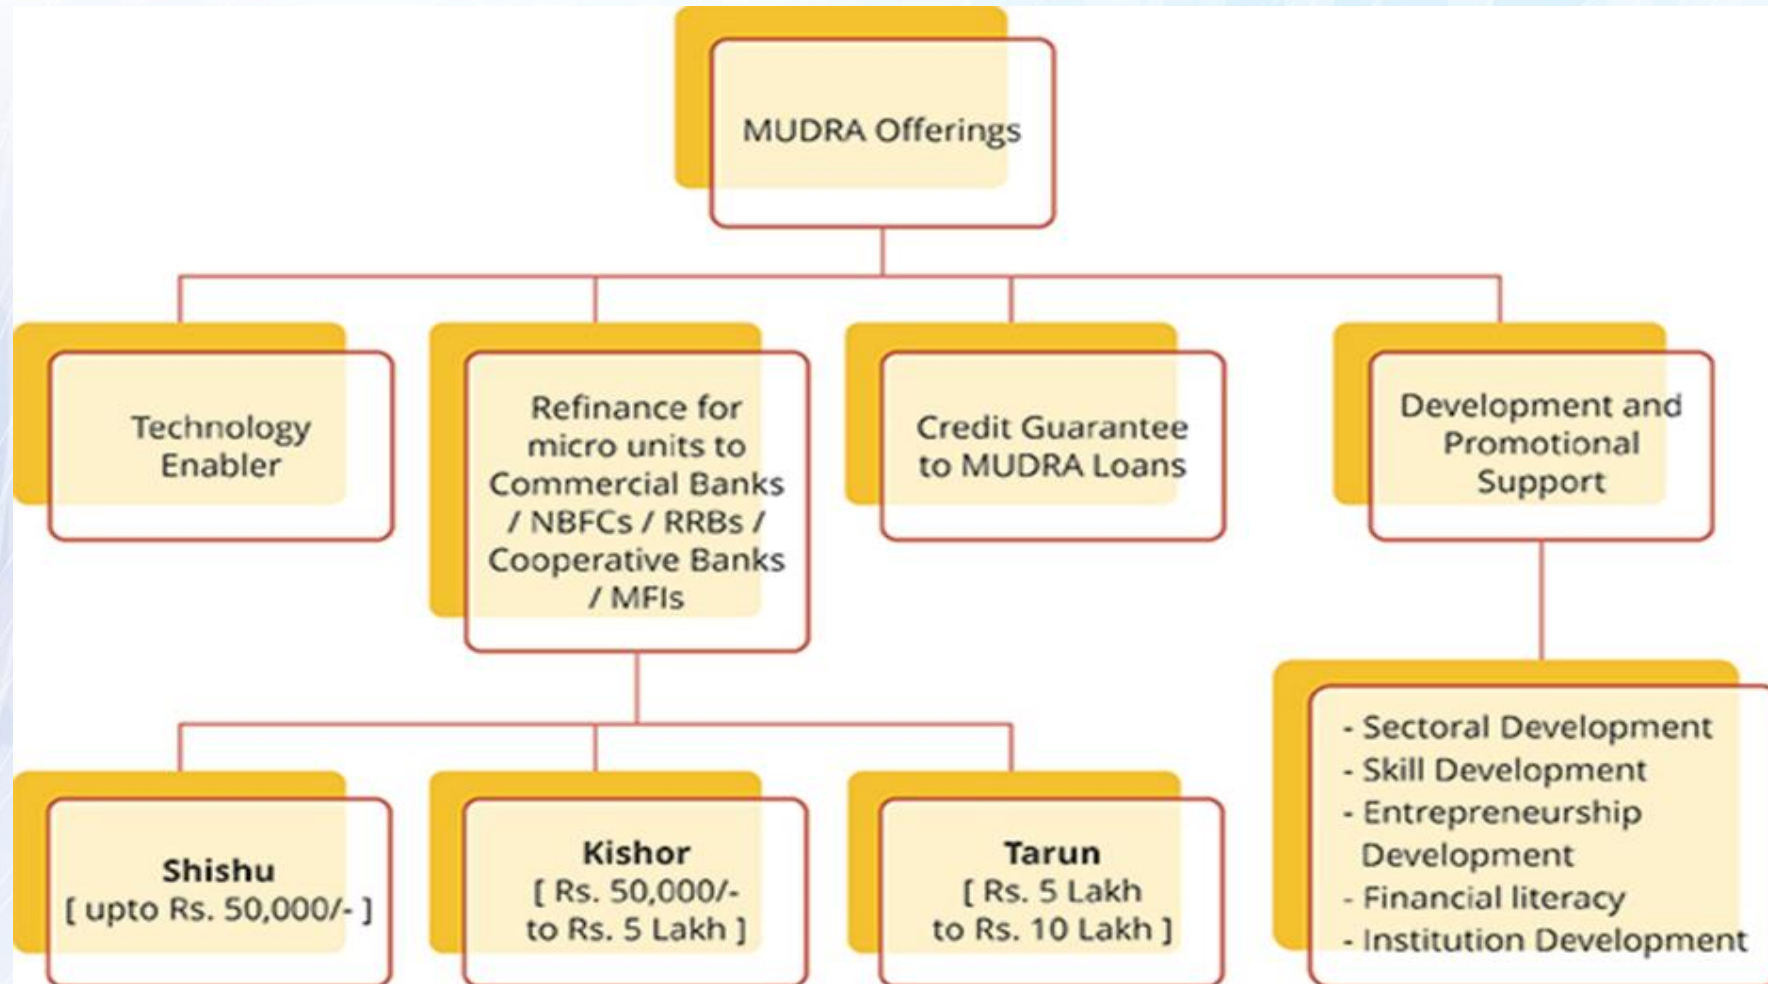 MUDRA Offerings
Technology
Enabler
Refinance for
micro units to
Commercial Banks
/ NBFCs / RRBs /
Cooperative Banks
/ MFIs
Credit Guarantee
to MUDRA Loans
Development and
Promotional
Support
Shishu
[ upto Rs. 50,000/- ]
Kishor
[ Rs. 50,000/-
to Rs. 5 Lakh ]
Tarun
[ Rs. 5 Lakh
to Rs. 10 Lakh ]
- Sectoral Development
- Skill Development
- Entrepreneurship
Development
- Financial literacy
- Institution Development